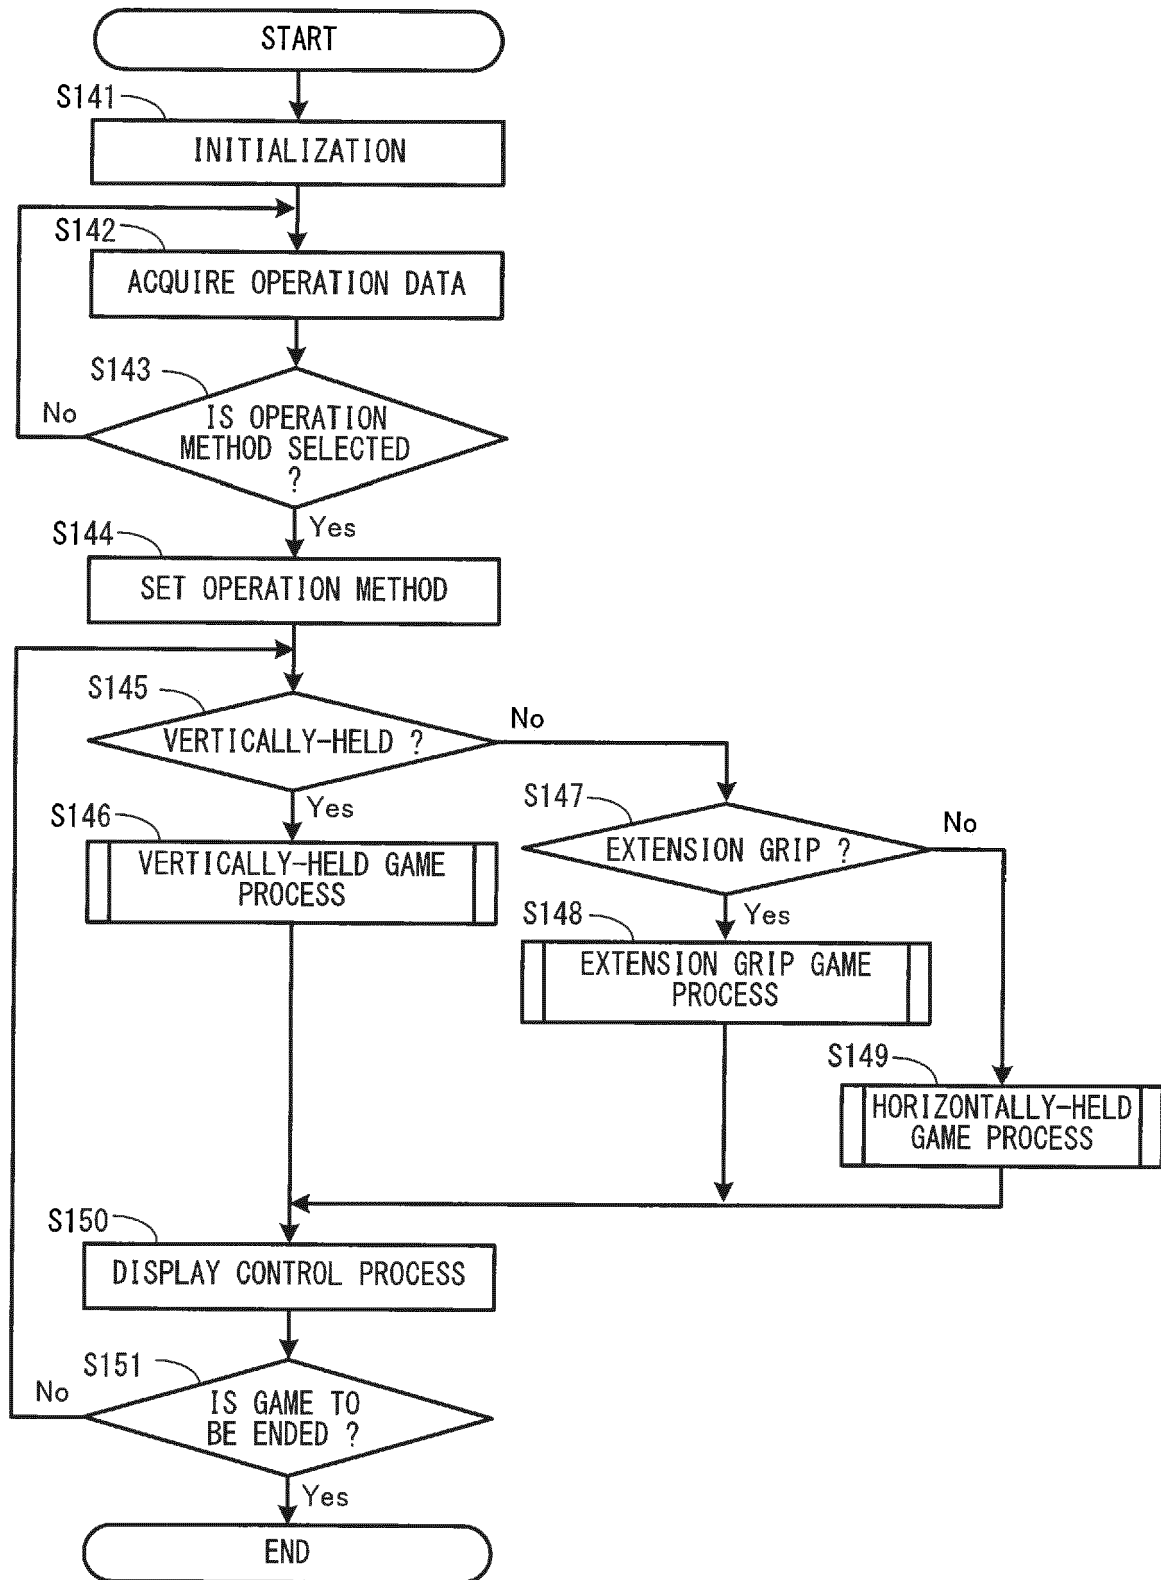 START
S141
INITIALIZATION
S142
ACQUIRE OPERATION DATA
S143
No
IS OPERATION
METHOD SELECTED
?
Yes
S144
SET OPERATION METHOD
S145
VERTICALLY-HELD ?
No
Yes
S146
VERTICALLY-HELD GAME
PROCESS
S147
EXTENSION GRIP ?
No
Yes
S148
EXTENSION GRIP GAME
PROCESS
S149
HORIZONTALLY-HELD
GAME PROCESS
S150
DISPLAY CONTROL PROCESS
S151
No
IS GAME TO
BE ENDED ?
Yes
END